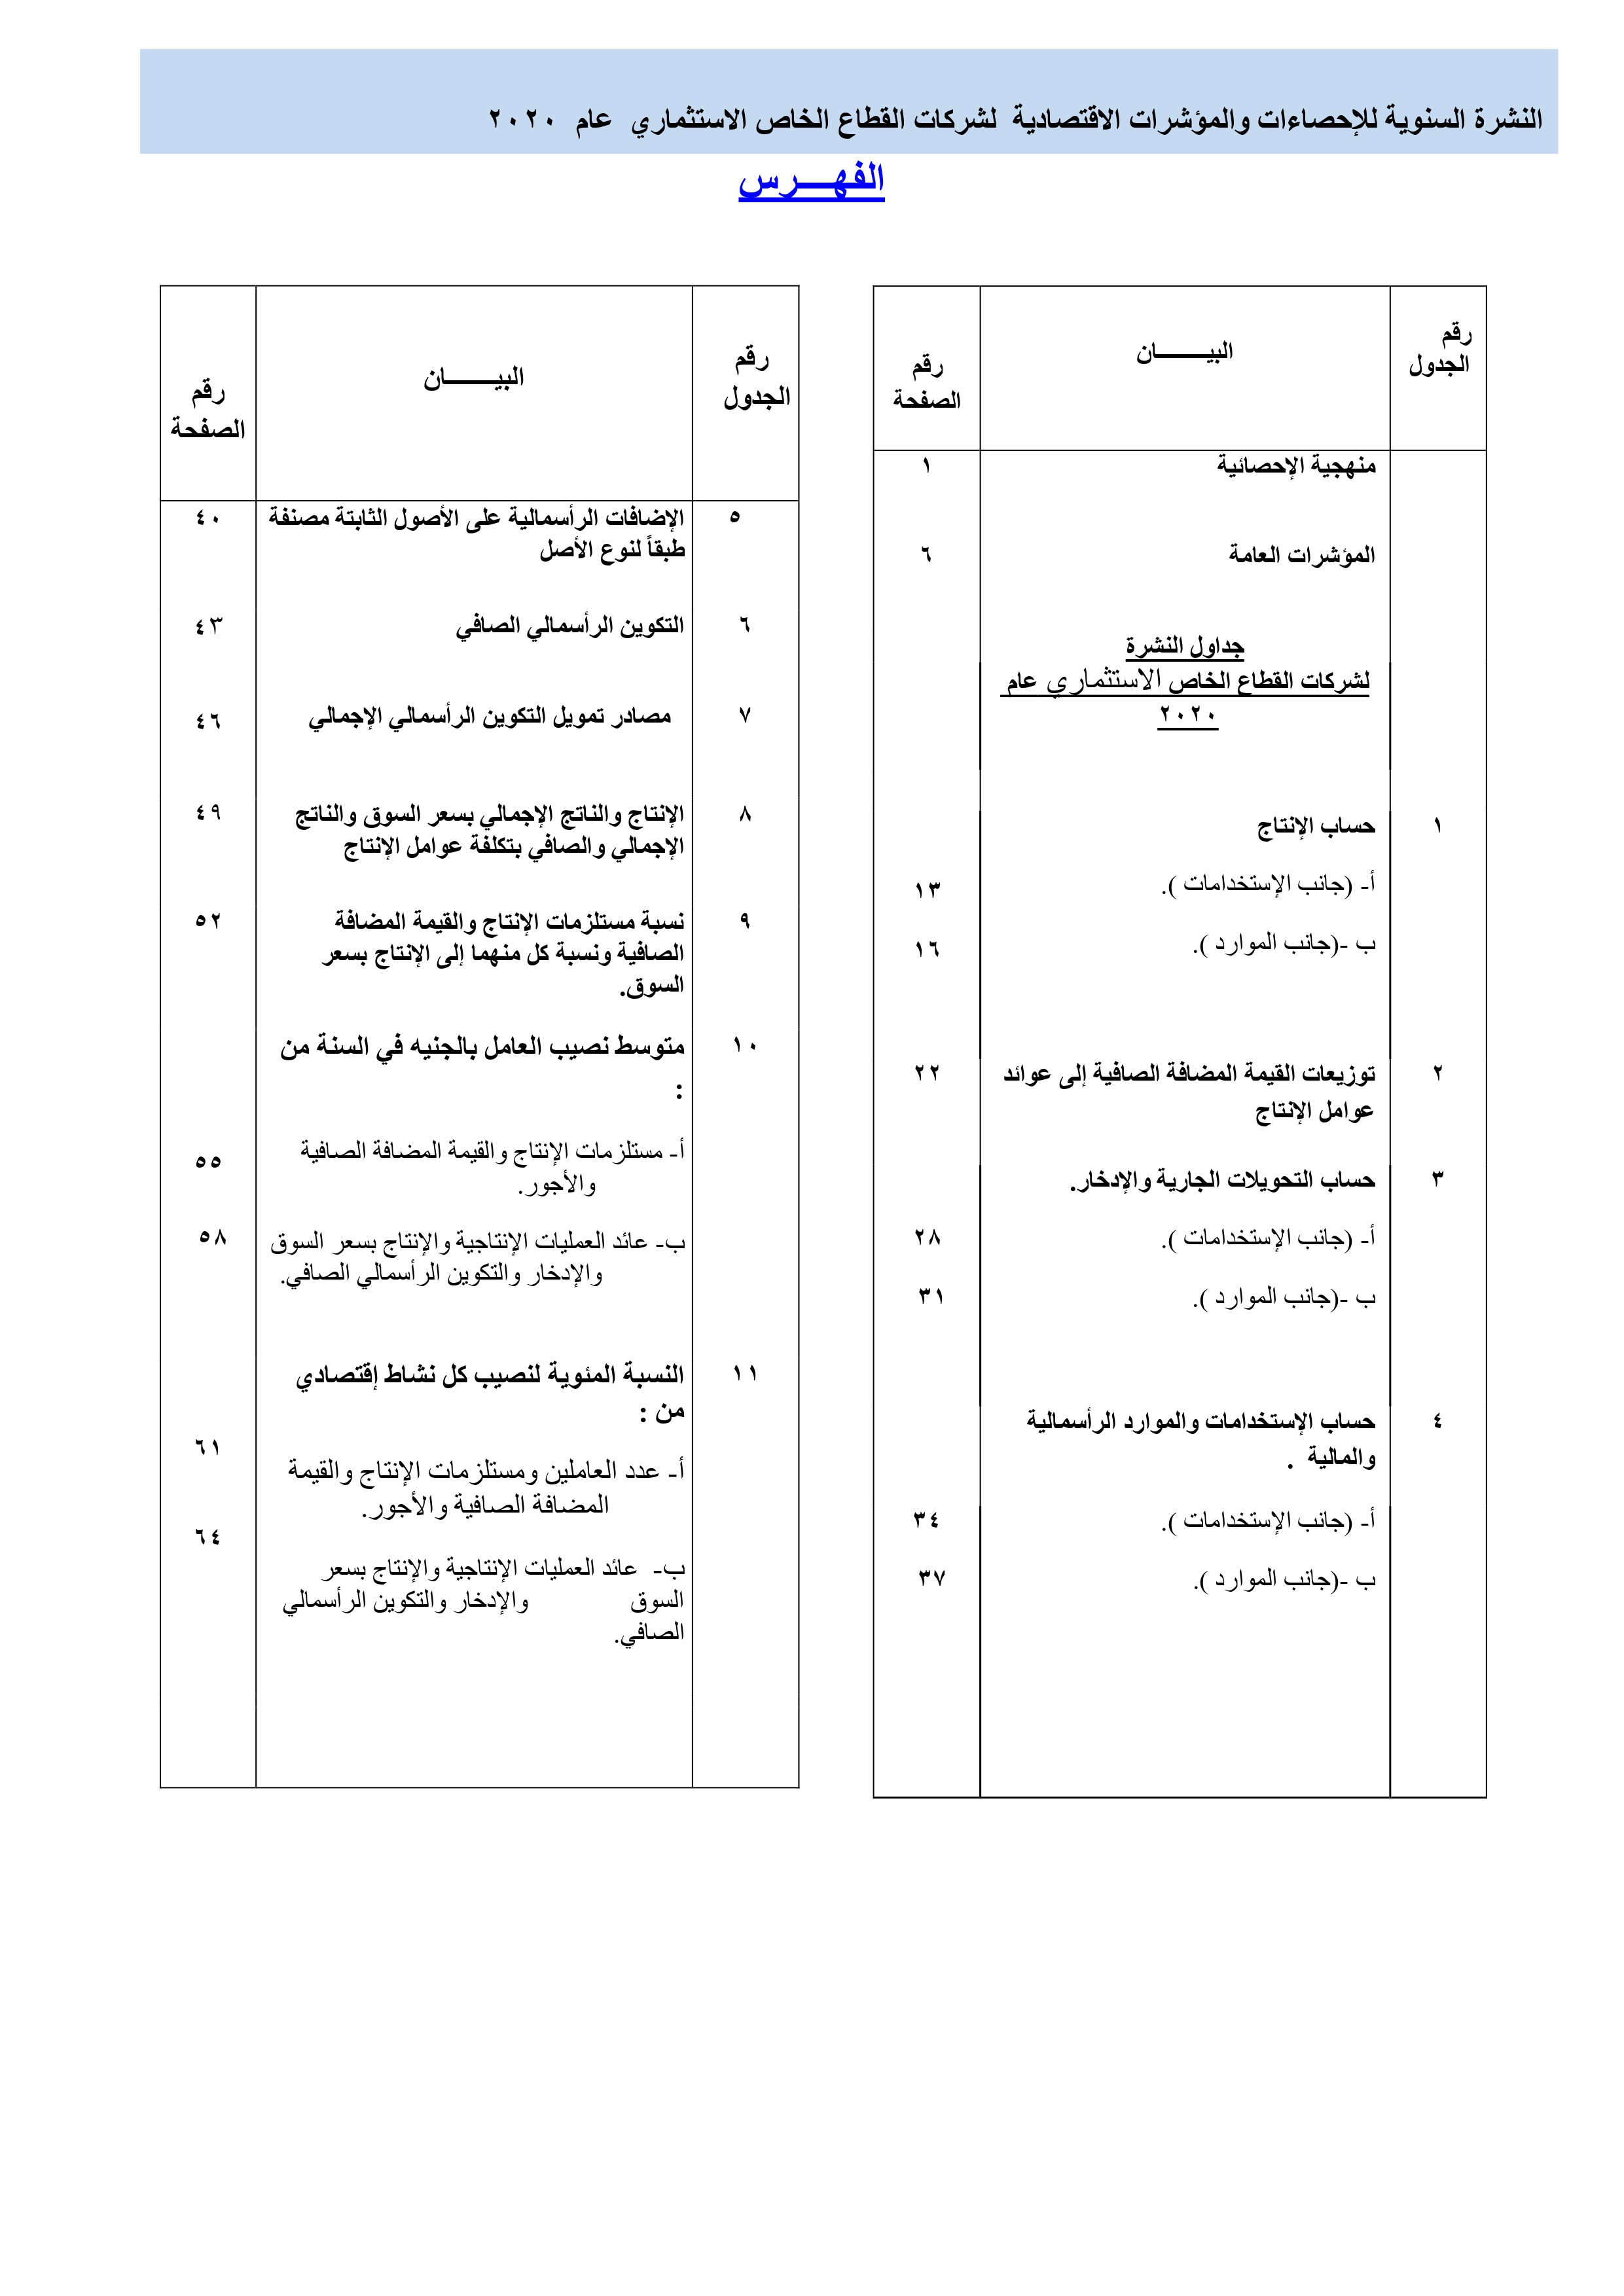 النشرة السنوية للإحصاءات والمؤشرات الاقتصادية لشركات القطاع الخاص الاستثماري عام ٢٠٢٠
الفهـــرس
رقم الجدول البيـــــــان رقم الصفحة
منهجية الإحصائية ١
المؤشرات العامة ٦
جداول النشرة
لشركات القطاع الخاص الاستثماري عام
٢٠٢٠
١ حساب الإنتاج
أ- (جانب الإستخدامات ). ١٣
ب -(جانب الموارد ). ١٦
٢ توزيعات القيمة المضافة الصافية إلى عوائد ٢٢
عوامل الإنتاج
٣ حساب التحويلات الجارية والإدخار.
أ- (جانب الإستخدامات ). ٢٨
ب -(جانب الموارد ). ٣١
٤ حساب الإستخدامات والموارد الرأسمالية
والمالية .
أ- (جانب الإستخدامات ). ٣٤
ب -(جانب الموارد ). ٣٧
رقم الجدول البيـــــــان رقم الصفحة
٥ الإضافات الرأسمالية على الأصول الثابتة مصنفة ٤٠
طبقاً لنوع الأصل
٦ التكوين الرأسمالي الصافي ٤٣
٧ مصادر تمويل التكوين الرأسمالي الإجمالي ٤٦
٨ الإنتاج والناتج الإجمالي بسعر السوق والناتج ٤٩
الإجمالي والصافي بتكلفة عوامل الإنتاج
٩ نسبة مستلزمات الإنتاج والقيمة المضافة ٥٢
الصافية ونسبة كل منهما إلى الإنتاج بسعر
السوق.
١٠ متوسط نصيب العامل بالجنيه في السنة من
:
أ- مستلزمات الإنتاج والقيمة المضافة الصافية ٥٥
والأجور.
ب- عائد العمليات الإنتاجية والإنتاج بسعر السوق ٥٨
والإدخار والتكوين الرأسمالي الصافي.
١١ النسبة المئوية لنصيب كل نشاط إقتصادي
من :
٦١
أ- عدد العاملين ومستلزمات الإنتاج والقيمة
المضافة الصافية والأجور.
٦٤
ب- عائد العمليات الإنتاجية والإنتاج بسعر
السوق والإدخار والتكوين الرأسمالي
الصافي.